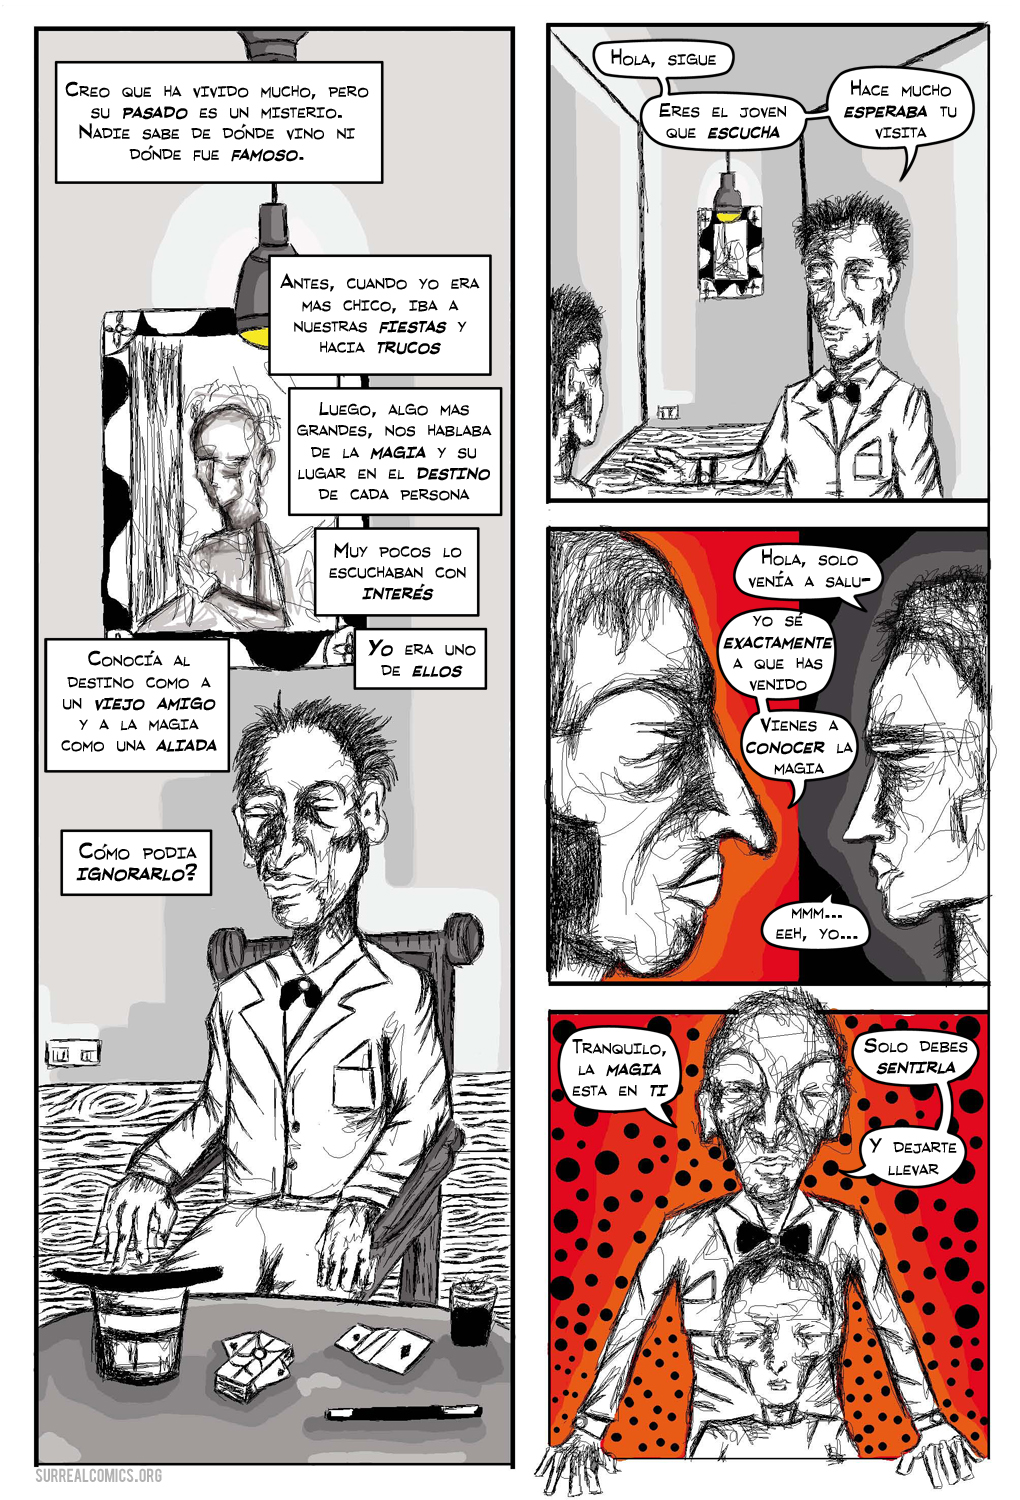 Creo que ha vivido mucho, pero
su pasado es un misterio.
Nadie sabe de dónde vino ni
dónde fue famoso.
Antes, cuando yo era
mas chico, iba a
nuestras fiestas y
hacia trucos
Luego, algo mas
grandes, nos hablaba
de la magia y su
lugar en el destino
de cada persona
Muy pocos lo
escuchaban con
interés
Yo era uno
de ellos
Conocía al
destino como a
un viejo amigo
y a la magia
como una aliada
Cómo podia
ignorarlo?
Hola, sigue
Eres el joven
que escucha
Hace mucho
esperaba tu
visita
Hola, solo
venía a salu-
yo sé
exactamente
a que has
venido
Vienes a
conocer la
magia
mmm...
eeh, yo...
Tranquilo,
la magia
esta en ti
Solo debes
sentirla
Y dejarte
llevar
SURREALCOMICS.ORG